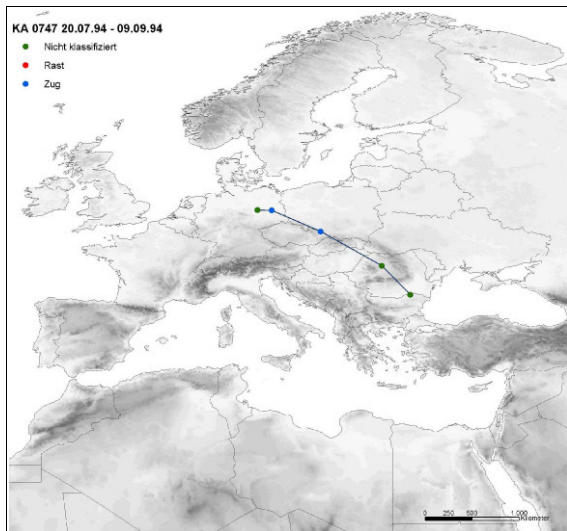 KA 0747 20.07.94 - 09.09.94
Nicht klassifiziert
Rast
Zug
0 250 500 1.000
Kilometer